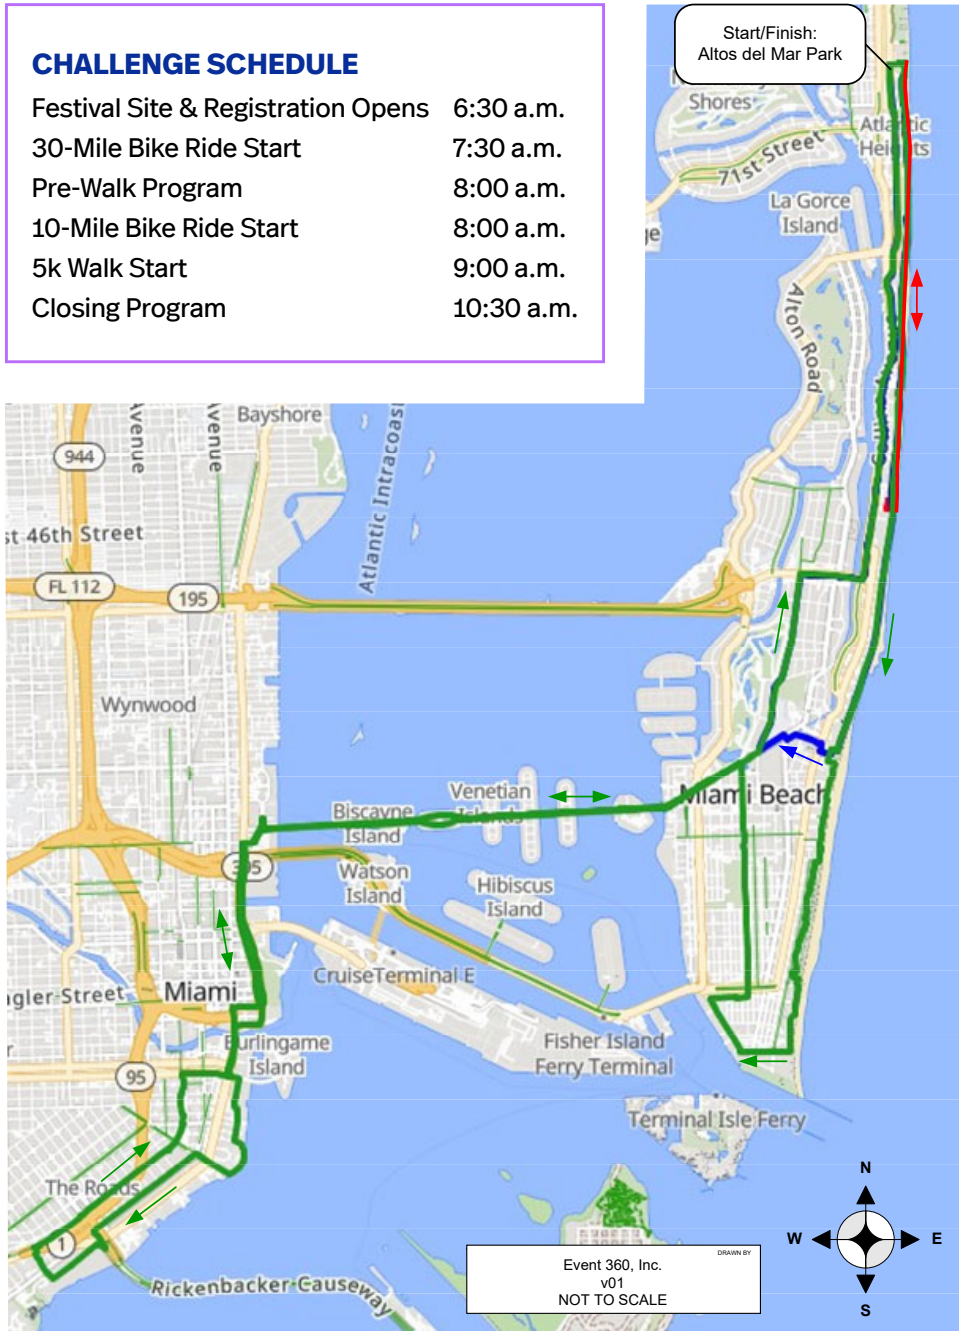 CHALLENGE SCHEDULE
Festival Site & Registration Opens 6:30 a.m.
30-Mile Bike Ride Start 7:30 a.m.
Pre-Walk Program 8:00 a.m.
10-Mile Bike Ride Start 8:00 a.m.
5k Walk Start 9:00 a.m.
Closing Program 10:30 a.m.
Start/Finish:
Altos del Mar Park
Shores
Atlantic
Heights
71st Street
La Gorce
Island
ge
Alton Road
Avenue
Avenue
Bayshore
Atlantic Intracoas
944
st 46th Street
FL 112
195
Wynwood
Miami Beach
Venetian
Islands
Biscayne
Island
395
Watson
Island
Hibiscus
Island
CruiseTerminal E
agler Street
Miami
Burlingame
Island
Fisher Island
Ferry Terminal
95
Terminal Isle Ferry
The Roads
1
Rickenbacker Causeway
DRAWN BY
Event 360, Inc.
v01
NOT TO SCALE
N
W
E
S